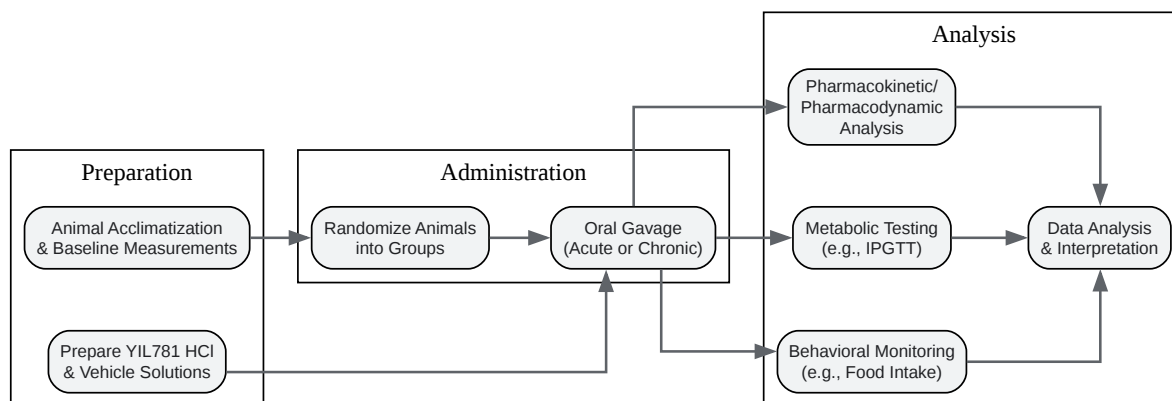 Preparation
Animal Acclimatization
& Baseline Measurements
Prepare YIL781 HCl
& Vehicle Solutions
Administration
Randomize Animals
into Groups
Oral Gavage
(Acute or Chronic)
Analysis
Pharmacokinetic/
Pharmacodynamic
Analysis
Metabolic Testing
(e.g., IPGTT)
Behavioral Monitoring
(e.g., Food Intake)
Data Analysis
& Interpretation